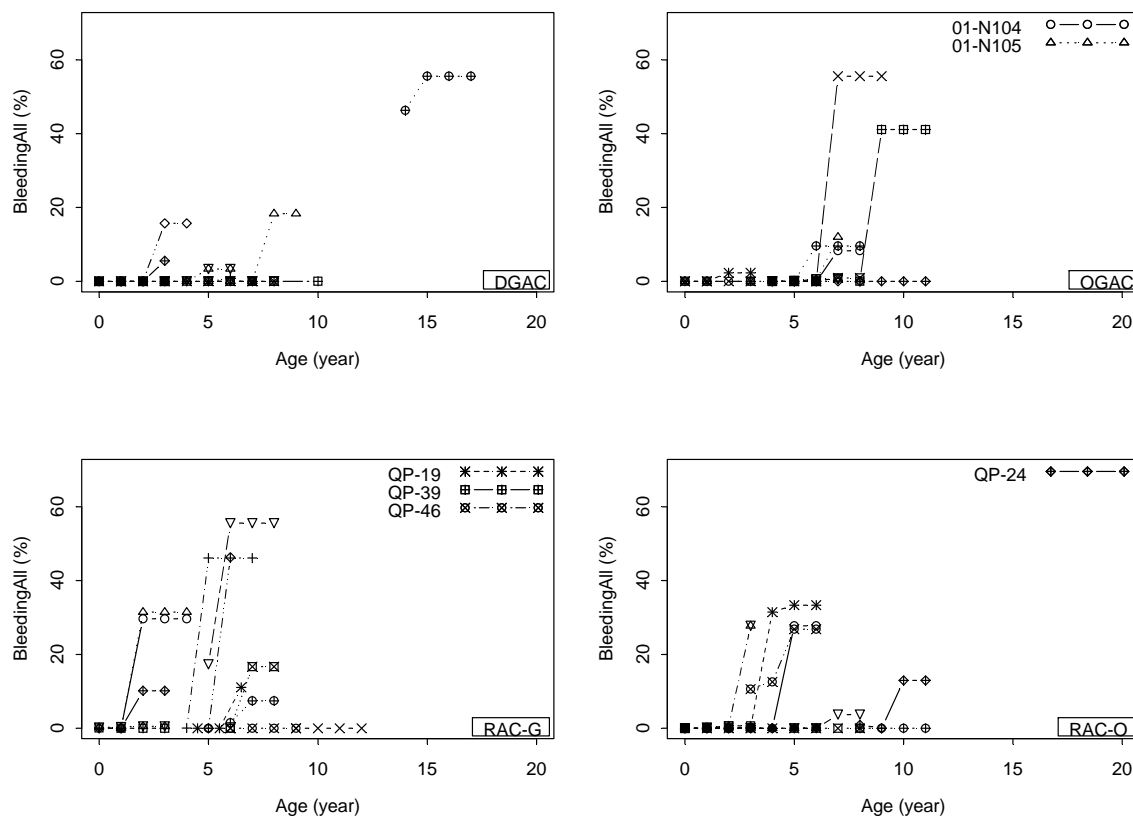 BleedingAll (%)
60
40
20
0
DGAC
0 5 10 15 20
Age (year)
01-N104
01-N105
BleedingAll (%)
60
40
20
0
OGAC
0 5 10 15 20
Age (year)
QP-19
QP-39
QP-46
BleedingAll (%)
60
40
20
0
RAC-G
0 5 10 15 20
Age (year)
QP-24
BleedingAll (%)
60
40
20
0
RAC-O
0 5 10 15 20
Age (year)